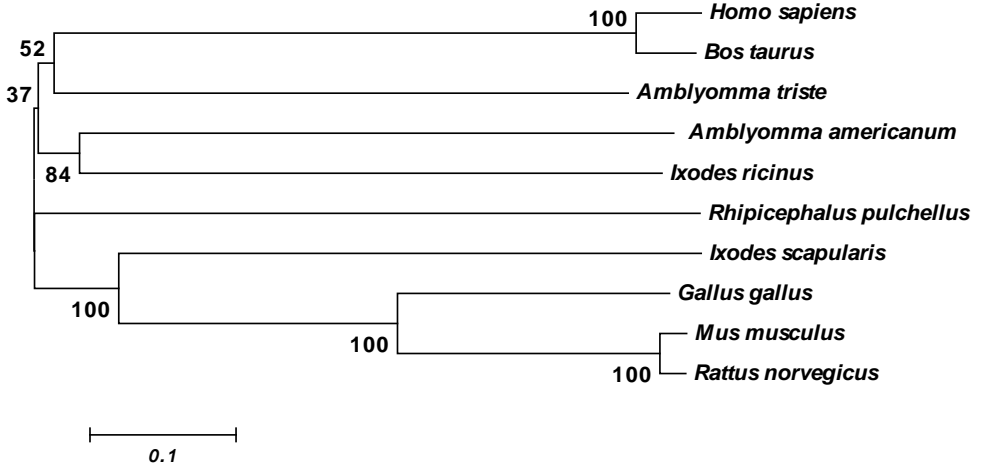 100
Homo sapiens
Bos taurus
52
Amblyomma triste
37
Amblyomma americanum
84
Ixodes ricinus
Rhipicephalus pulchellus
Ixodes scapularis
100
Gallus gallus
100
Mus musculus
100
Rattus norvegicus
0.1